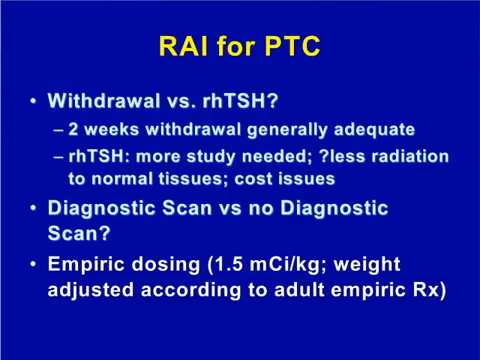 RAI for PTC
• Withdrawal vs. rhTSH?
– 2 weeks withdrawal generally adequate
– rhTSH: more study needed; ?less radiation
to normal tissues; cost issues
• Diagnostic Scan vs no Diagnostic
Scan?
• Empiric dosing (1.5 mCi/kg; weight
adjusted according to adult empiric Rx)